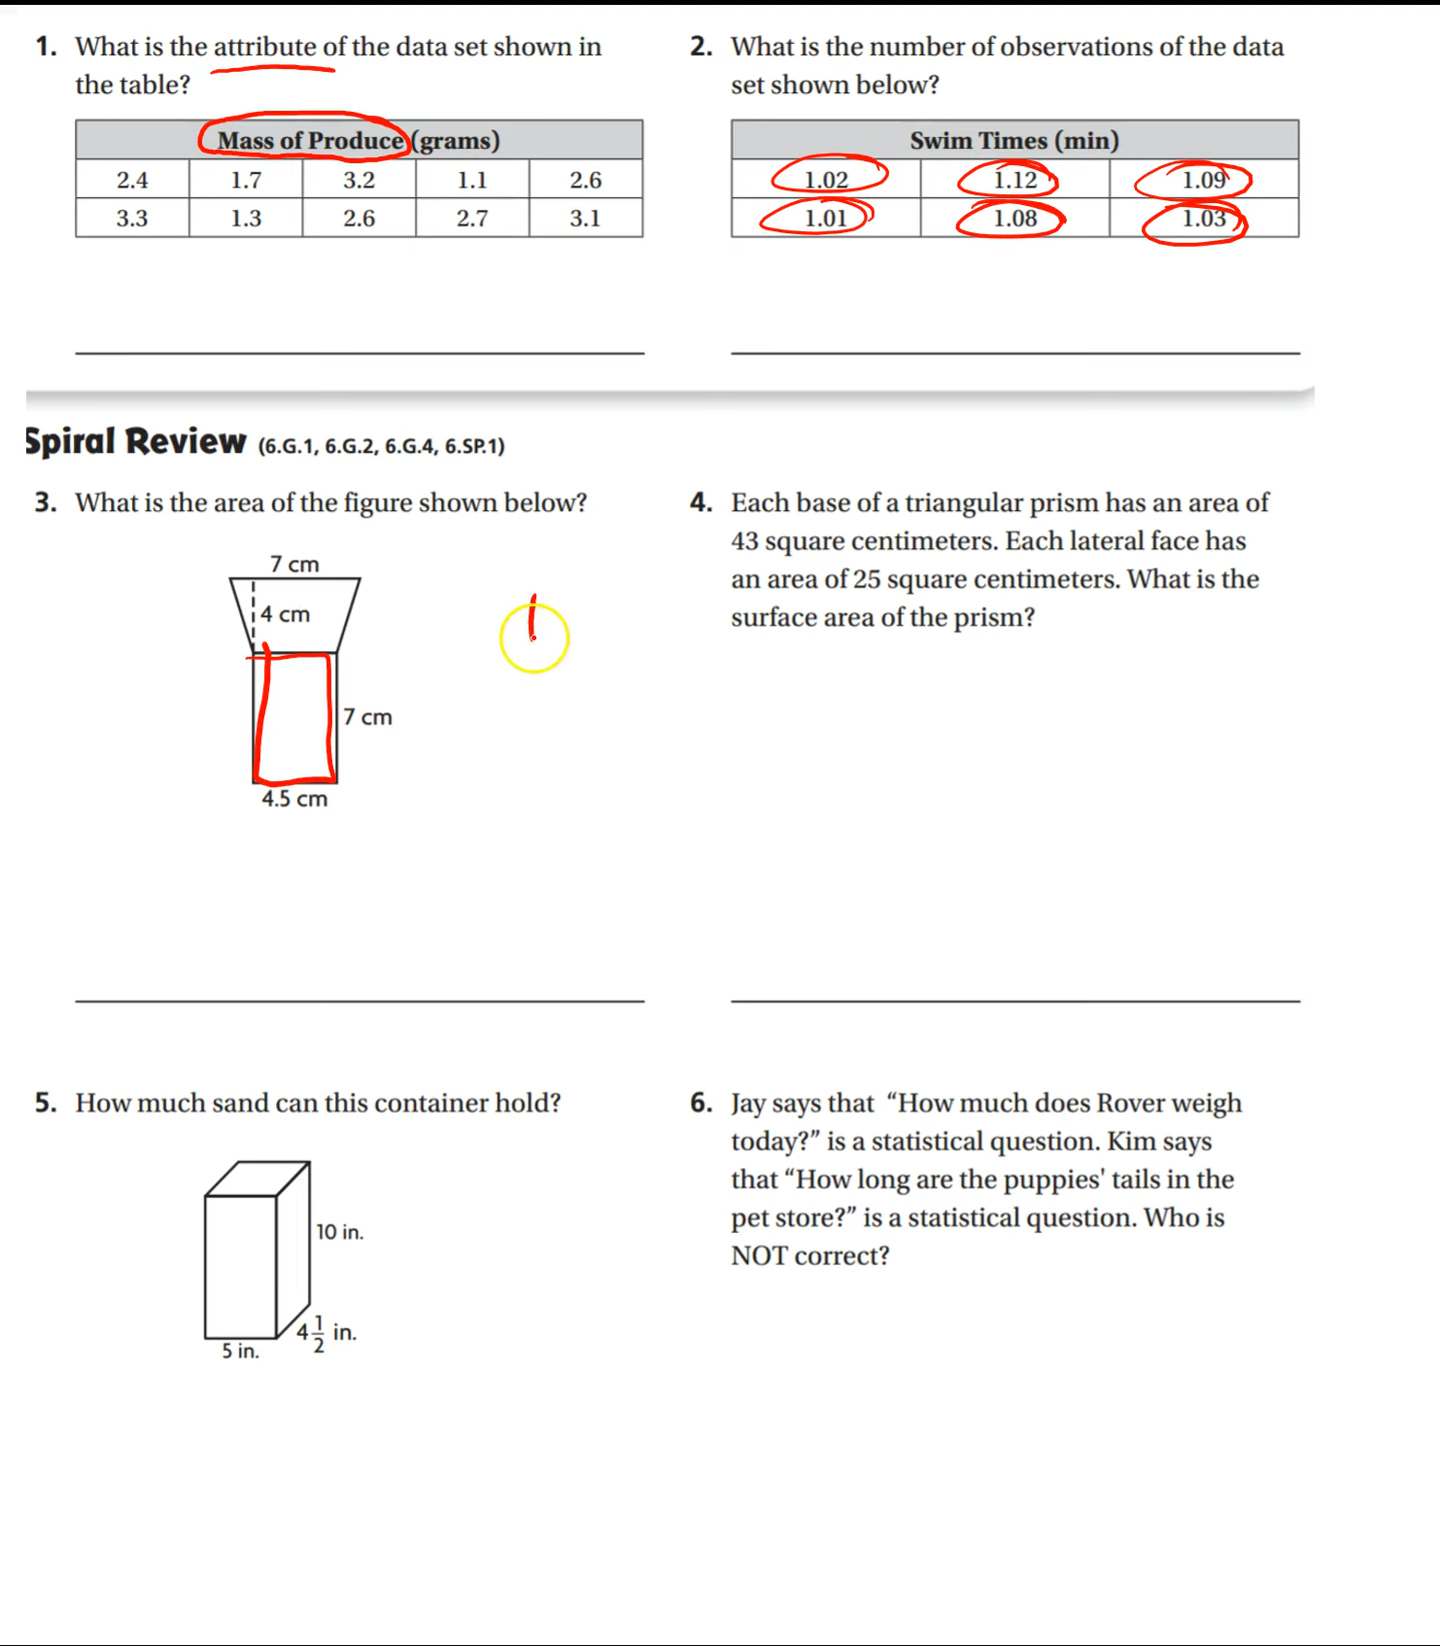 1. What is the attribute of the data set shown in
the table?
Mass of Produce (grams)
2.4 1.7 3.2 1.1 2.6
3.3 1.3 2.6 2.7 3.1
2. What is the number of observations of the data
set shown below?
Swim Times (min)
1.02 1.12 1.09
1.01 1.08 1.03
Spiral Review (6.G.1, 6.G.2, 6.G.4, 6.SP.1)
3. What is the area of the figure shown below?
7 cm
4 cm
7 cm
4.5 cm
4. Each base of a triangular prism has an area of
43 square centimeters. Each lateral face has
an area of 25 square centimeters. What is the
surface area of the prism?
5. How much sand can this container hold?
10 in.
4 1/2 in.
5 in.
6. Jay says that “How much does Rover weigh
today?” is a statistical question. Kim says
that “How long are the puppies' tails in the
pet store?” is a statistical question. Who is
NOT correct?